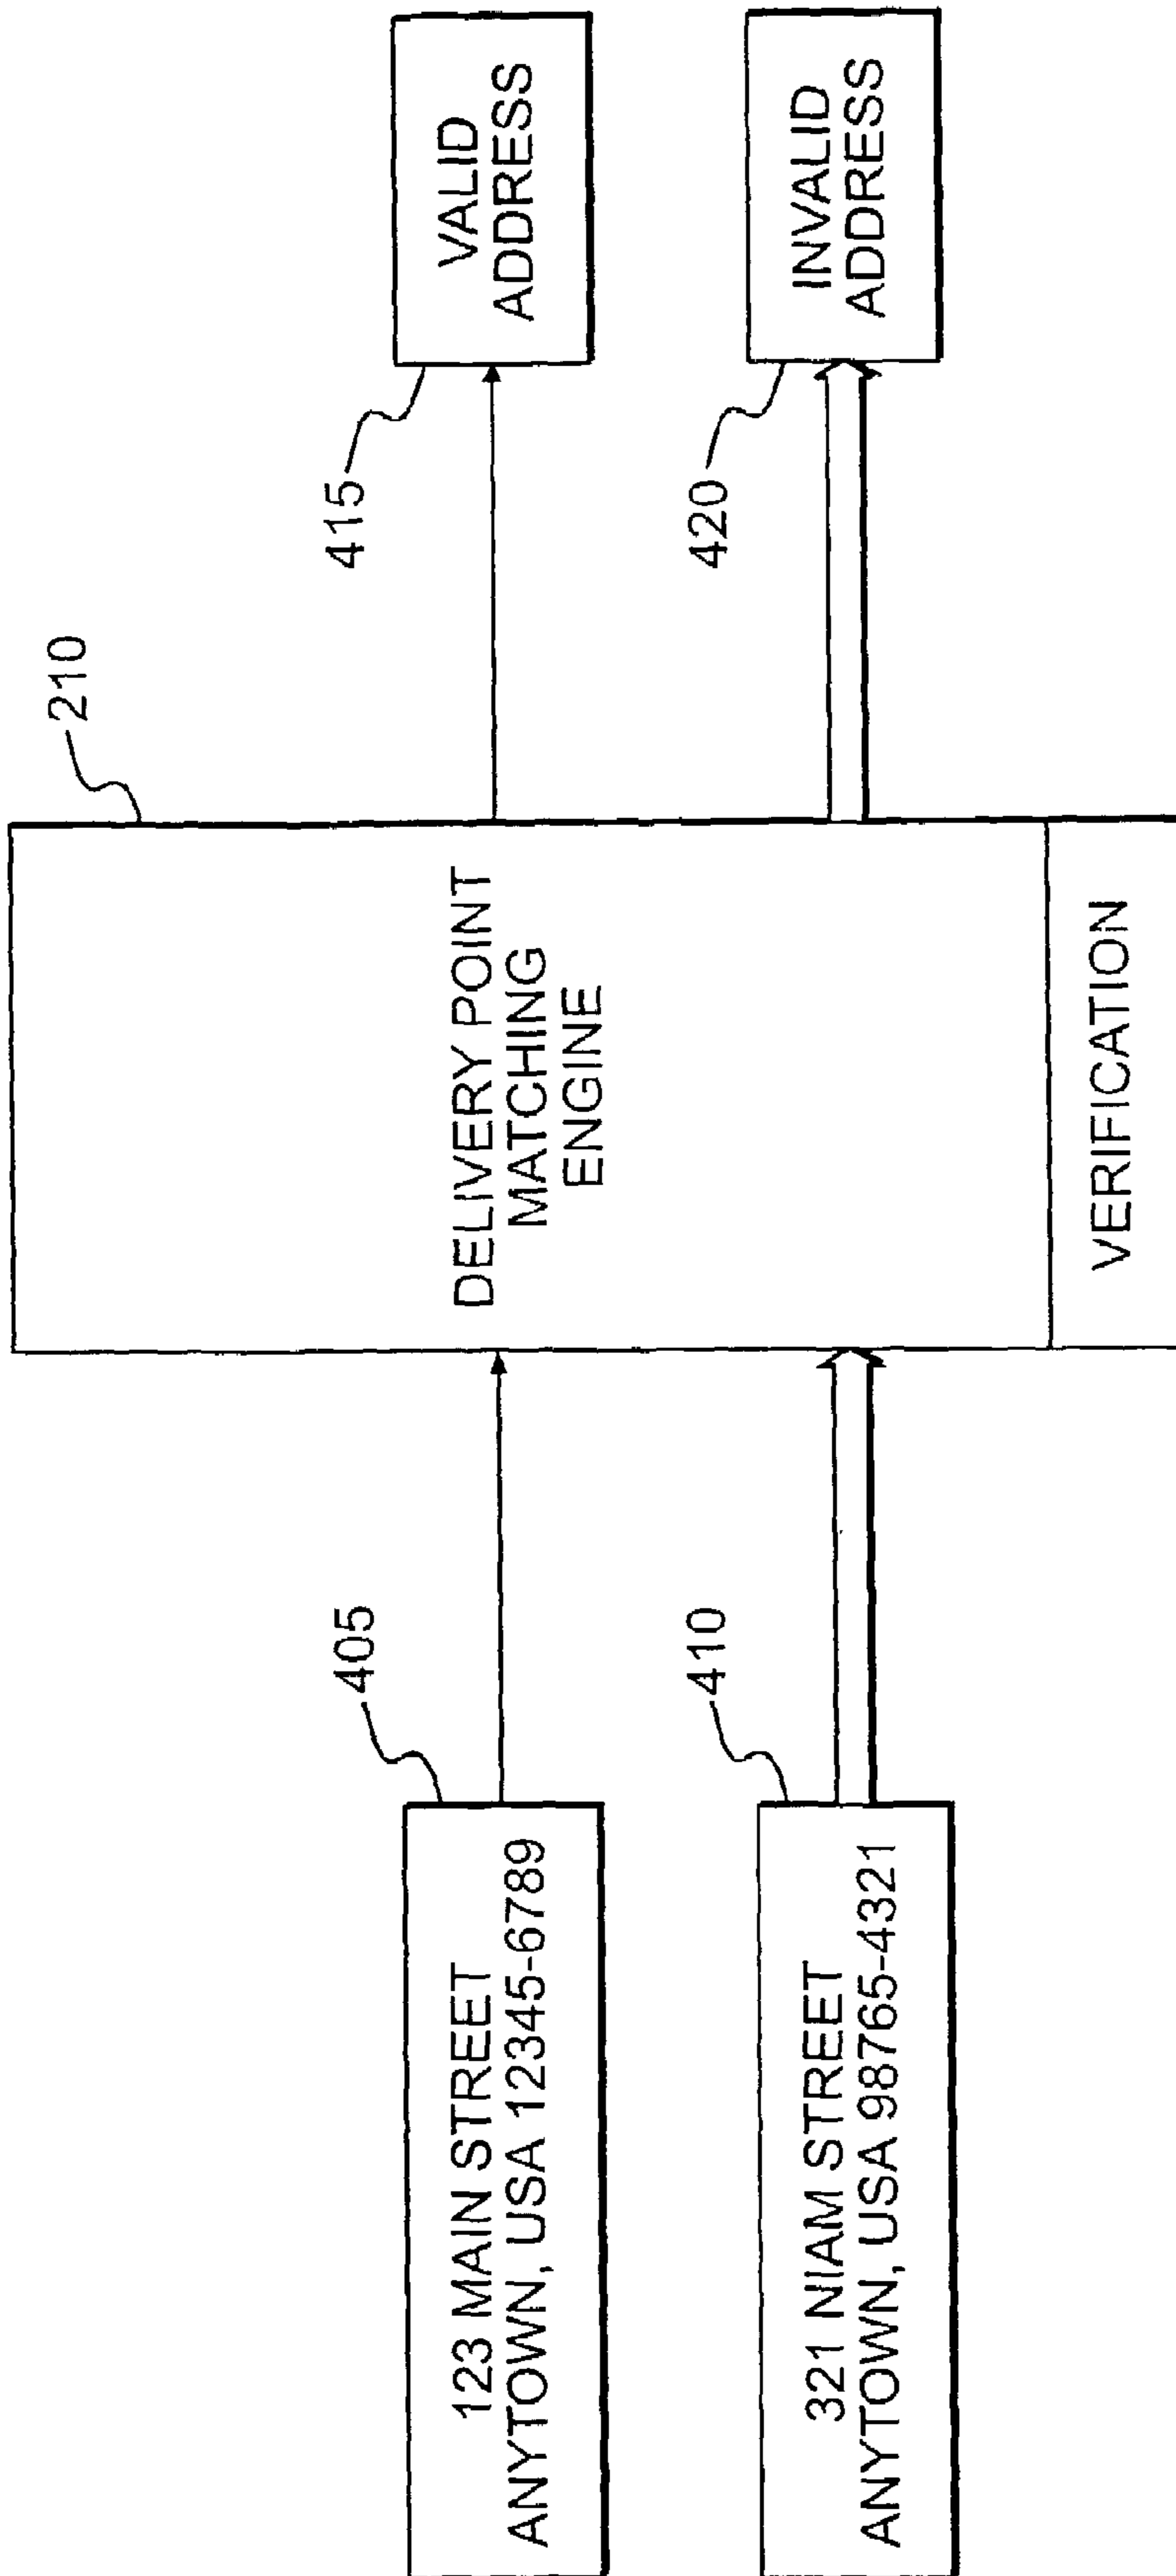 210
405
123 MAIN STREET
ANYTOWN, USA 12345-6789
DELIVERY POINT
MATCHING
ENGINE
415
VALID
ADDRESS
410
321 NIAM STREET
ANYTOWN, USA 98765-4321
420
INVALID
ADDRESS
VERIFICATION